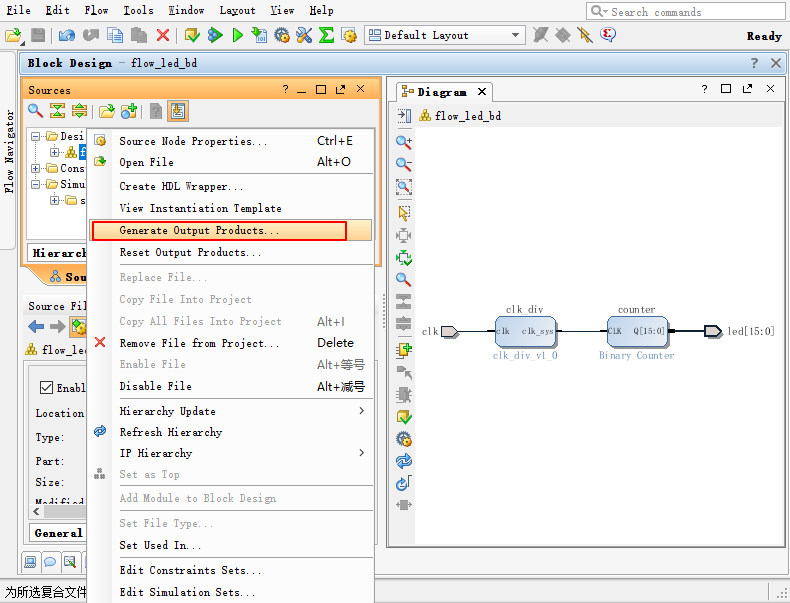 File Edit Flow Tools Window Layout View Help
Search commands
Default Layout
Ready
Block Design - flow_led_bd
Flow Navigator
Sources
Desi
Cons
Simu
s
Hierarch
Sou
Source Fil
flow_le
Enabl
Location
Type:
Part:
Size:
Modified
General
为所选复合文件
Source Node Properties... Ctrl+E
Open File Alt+O
Create HDL Wrapper...
View Instantiation Template
Generate Output Products...
Reset Output Products...
Replace File...
Copy File Into Project
Copy All Files Into Project Alt+I
Remove File from Project... Delete
Enable File Alt+等号
Disable File Alt+减号
Hierarchy Update
Refresh Hierarchy
IP Hierarchy
Set as Top
Add Module to Block Design
Set File Type...
Set Used In...
Edit Constraints Sets...
Edit Simulation Sets...
Diagram
flow_led_bd
clk_div
clk
clk clk_sys
clk_div_v1_0
counter
CLK Q[15:0]
Binary Counter
led[15:0]